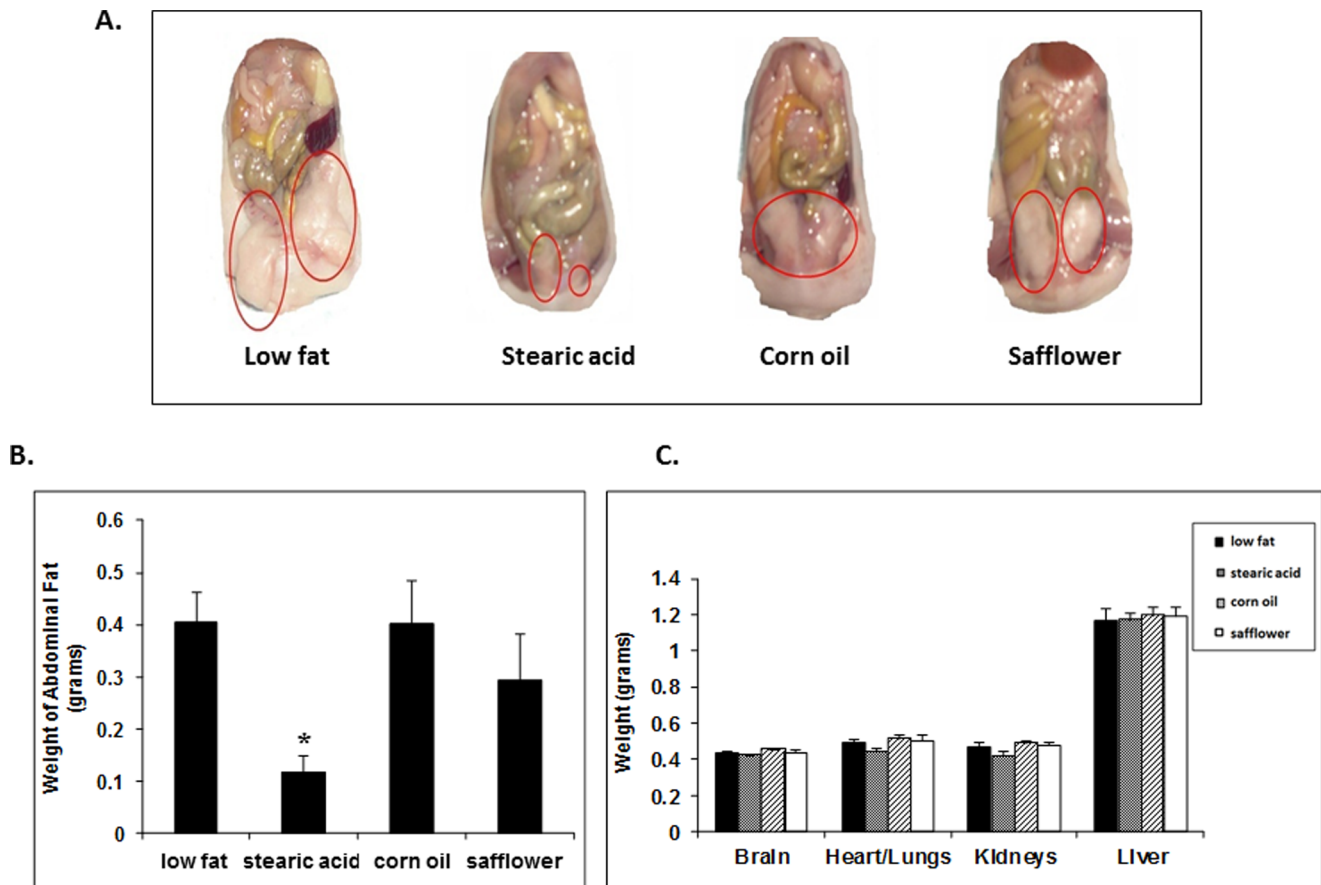 A.
Low fat
Stearic acid
Corn oil
Safflower
B.
Weight of Abdominal Fat
(grams)
0.6
0.5
0.4
0.3
0.2
0.1
0
*
low fat
stearic acid
corn oil
safflower
C.
Weight (grams)
1.4
1.2
1
0.8
0.6
0.4
0.2
0
Brain
Heart/Lungs
Kidneys
Liver
low fat
stearic acid
corn oil
safflower